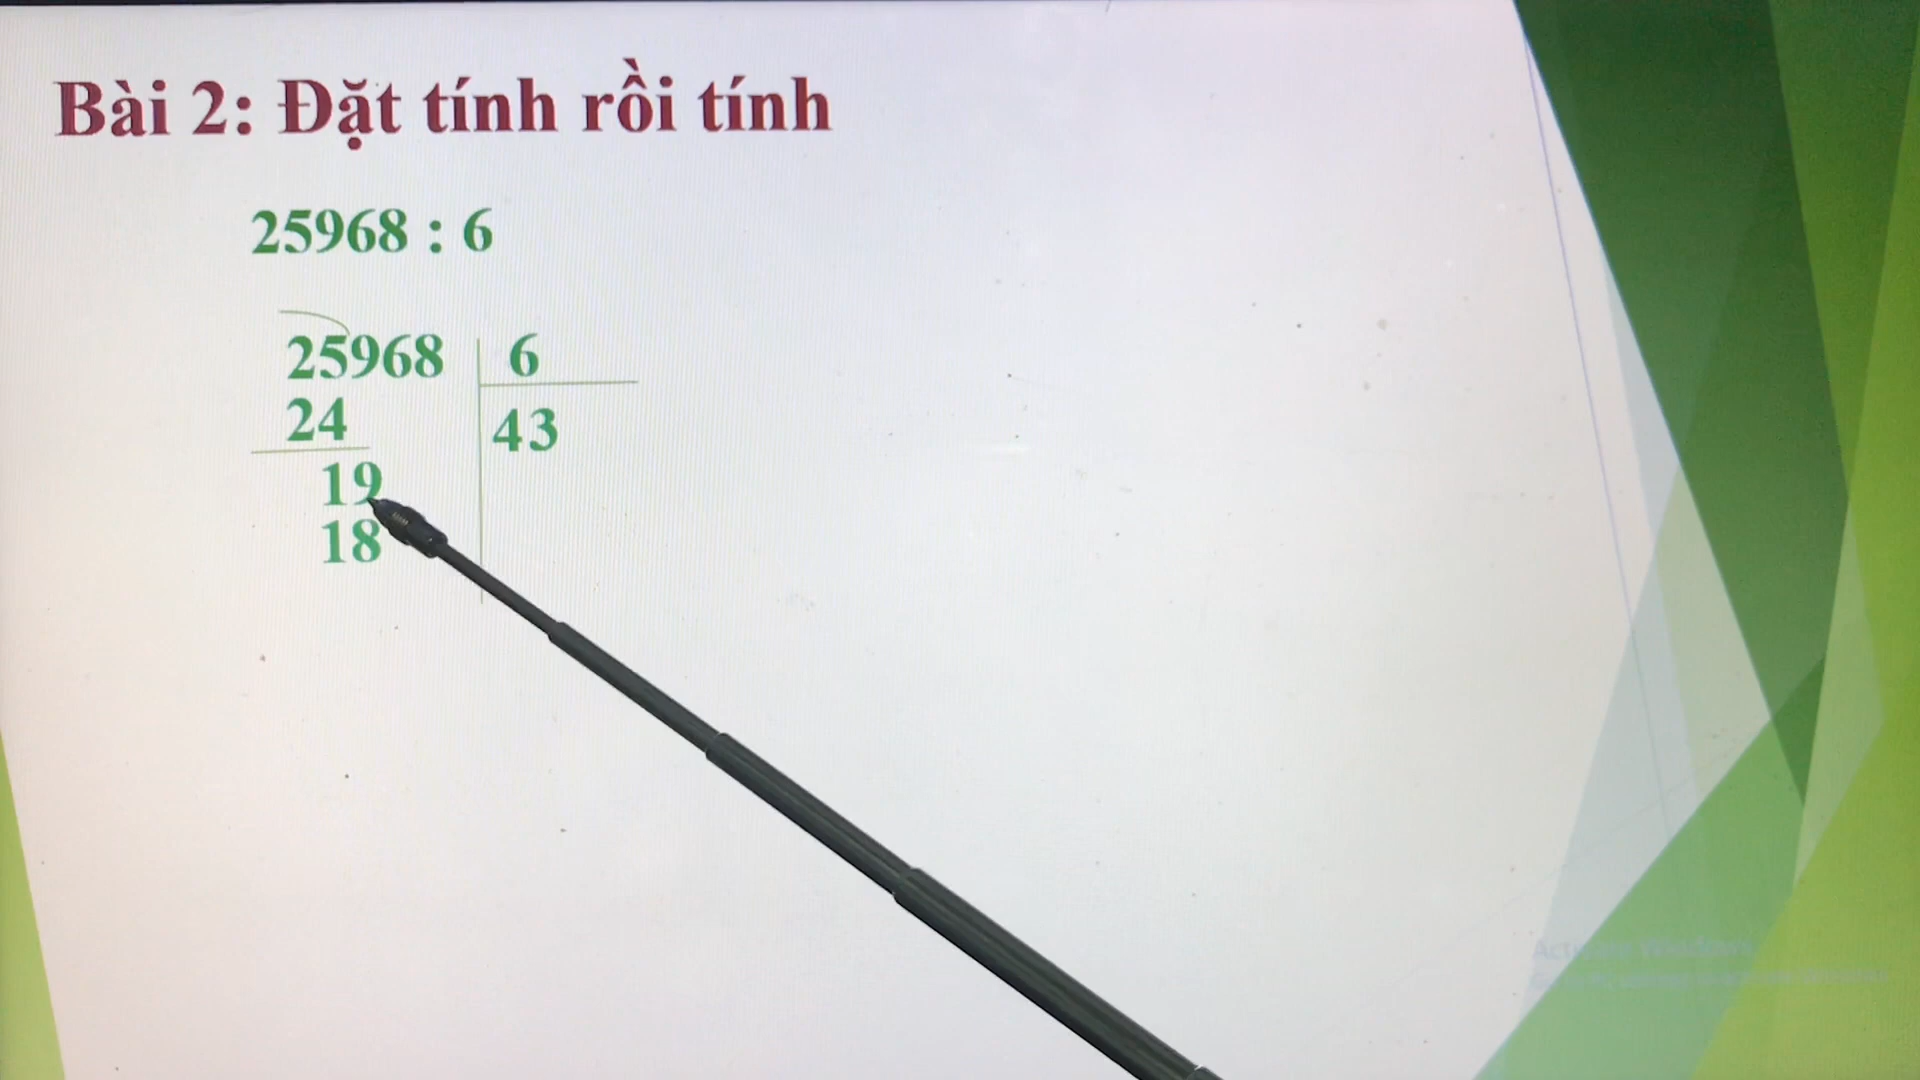 Bài 2: Đặt tính rồi tính
25968 : 6
25968 6
24 43
19
18